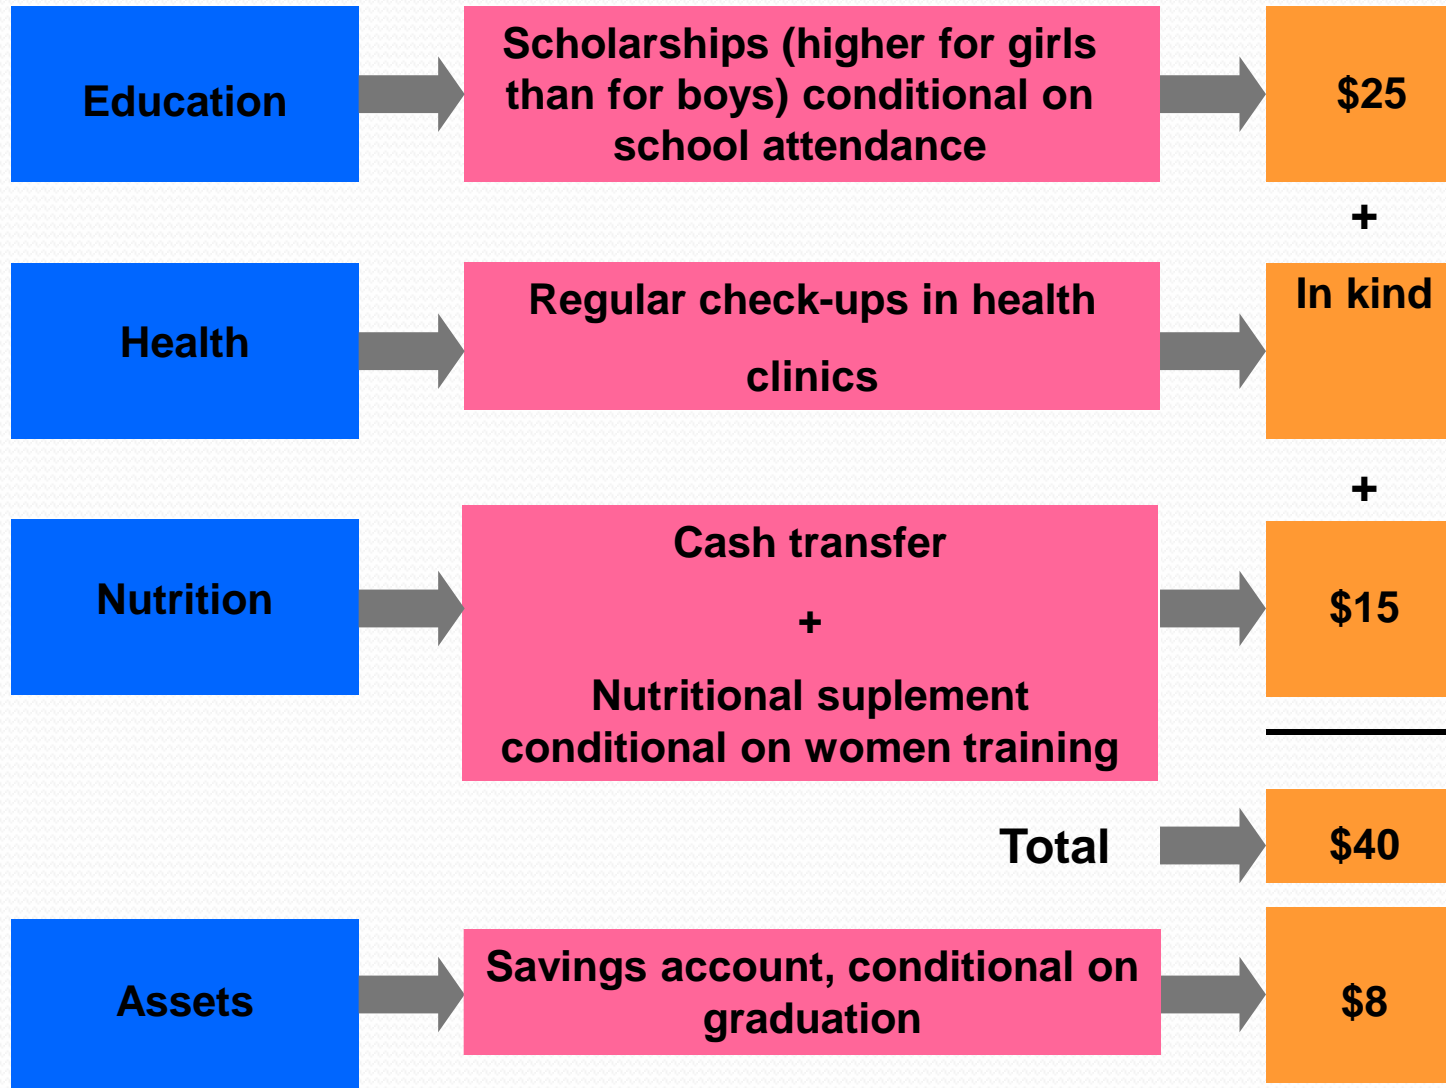 Education
Scholarships (higher for girls
than for boys) conditional on
school attendance
$25
+
Health
Regular check-ups in health
clinics
In kind
+
Nutrition
Cash transfer
+
Nutritional suplement
conditional on women training
$15
Total
$40
Assets
Savings account, conditional on
graduation
$8